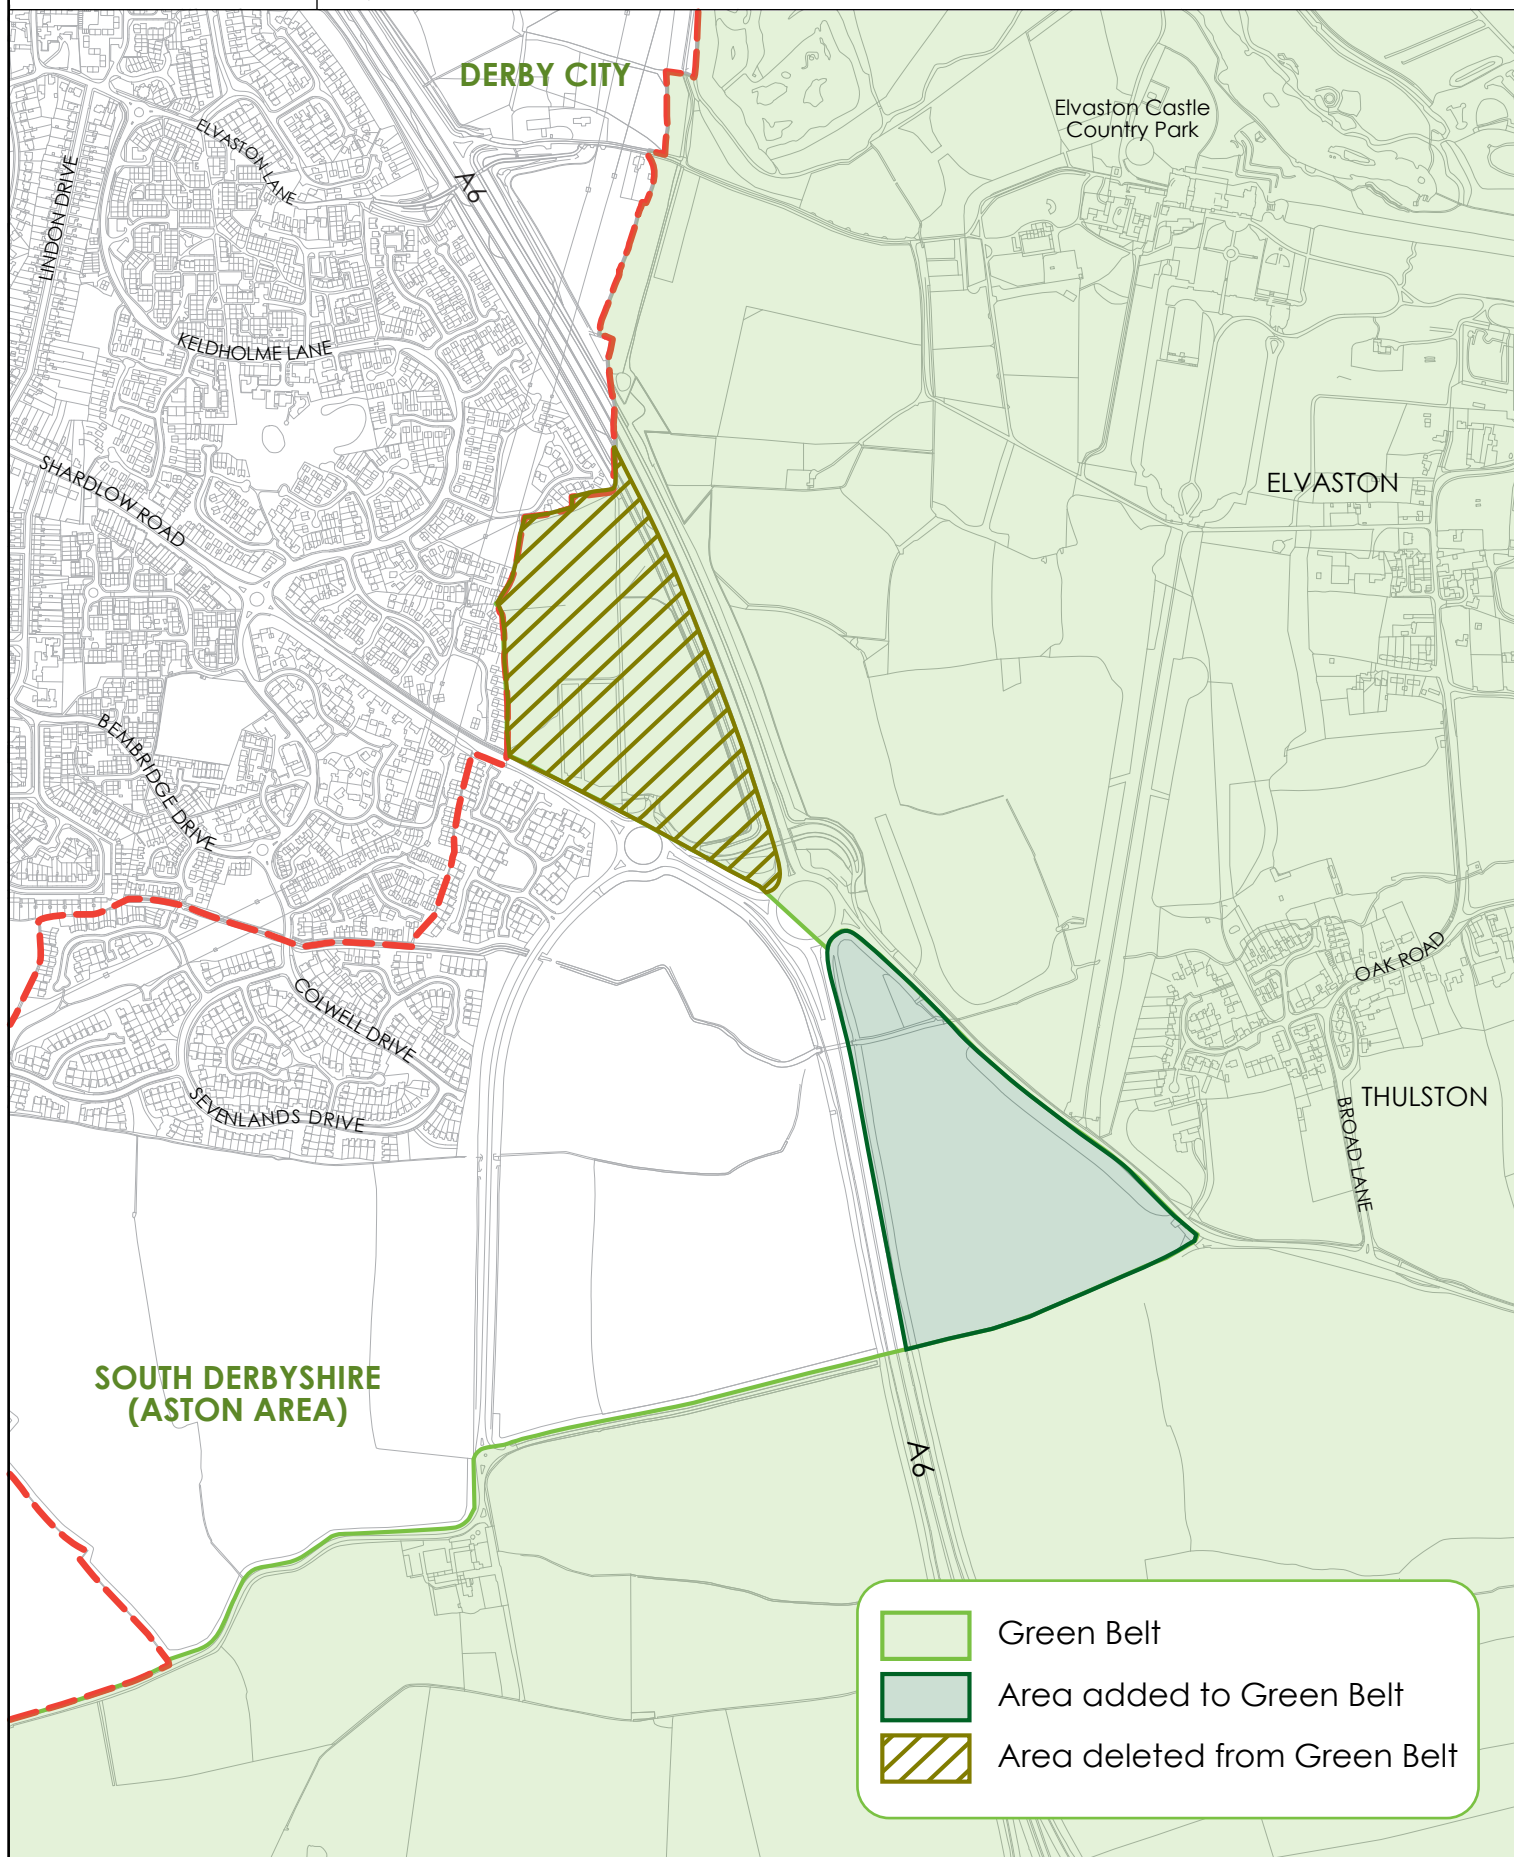 DERBY CITY
Elvaston Castle
Country Park
ELVASTON LANE
A6
LINDON DRIVE
KELDHOLME LANE
SHARDLOW ROAD
ELVASTON
BEMBRIDGE DRIVE
OAK ROAD
COLWELL DRIVE
SEVENLANDS DRIVE
THULSTON
BROAD LANE
SOUTH DERBYSHIRE
(ASTON AREA)
A6
Green Belt
Area added to Green Belt
Area deleted from Green Belt